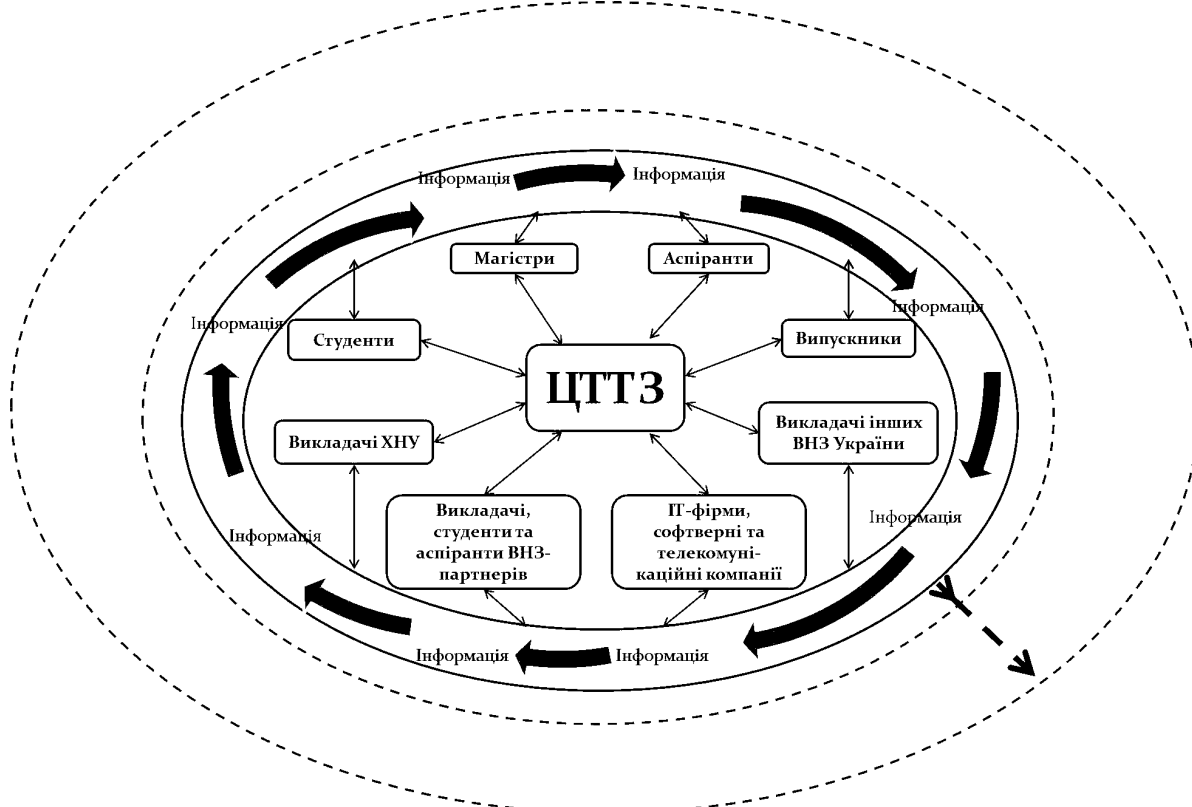 Інформація
Інформація
Магістри
Аспіранти
Інформація
Інформація
Студенти
Випускники
ЦТТЗ
Викладачі ХНУ
Викладачі інших
ВНЗ України
Викладачі,
студенти та
аспіранти ВНЗ-
партнерів
ІТ-фірми,
софтверні та
телекомуні-
каційні компанії
Інформація
Інформація
Інформація
Інформація